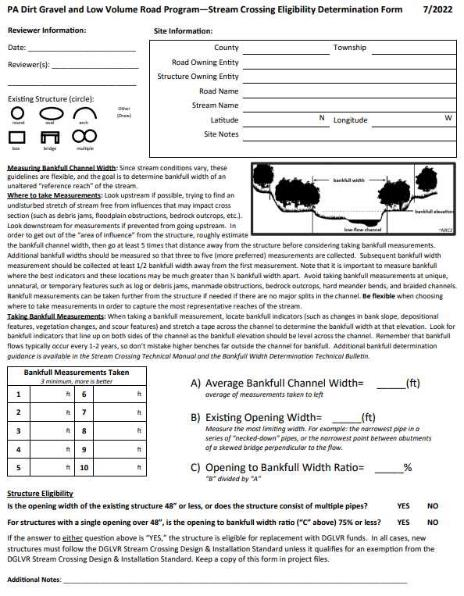 PA Dirt Gravel and Low Volume Road Program—Stream Crossing Eligibility Determination Form 7/2022
Reviewer Information:
Date:
Reviewer(s):
Existing Structure (circle):
round oval arch Other (Draw)
box bridge multiple
Site Information:
County Township
Road Owning Entity
Structure Owning Entity
Road Name
Stream Name
Latitude N Longitude W
Site Notes
Measuring Bankfull Channel Width: Since stream conditions vary, these
guidelines are flexible, and the goal is to determine bankfull width of an
unaltered "reference reach" of the stream.
Where to take Measurements: Look upstream if possible, trying to find an
undisturbed stretch of stream free from influences that may impact cross
section (such as debris jams, floodplain obstructions, bedrock outcrops, etc.).
Look downstream for measurements if prevented from going upstream. In
order to get out of the "area of influence" from the structure, roughly estimate
bankfull width
bankfull elevation
low flow channel
*NRCS
the bankfull channel width, then go at least 5 times that distance away from the structure before considering taking bankfull measurements.
Additional bankfull widths should be measured so that three to five (more preferred) measurements are collected. Subsequent bankfull width
measurement should be collected at least 1/2 bankfull width away from the first measurement. Note that it is important to measure bankfull
where the best indicators and these locations may be much greater than ½ bankfull width apart. Avoid taking bankfull measurements at unique,
unnatural, or temporary features such as log or debris jams, manmade obstructions, bedrock outcrops, hard meander bends, and braided channels.
Bankfull measurements can be taken further from the structure if needed if there are no major splits in the channel. Be flexible when choosing
where to take measurements in order to capture the most representative reaches of the stream.
Taking Bankfull Measurements: When taking a bankfull measurement, locate bankfull indicators (such as changes in bank slope, depositional
features, vegetation changes, and scour features) and stretch a tape across the channel to determine the bankfull width at that elevation. Look for
bankfull indicators that line up on both sides of the channel as the bankfull elevation should be level across the channel. Remember that bankfull
flows typically occur every 1-2 years, so don't mistake higher benches far outside the channel for bankfull. Additional bankfull determination
guidance is available in the Stream Crossing Technical Manual and the Bankfull Width Determination Technical Bulletin.
Bankfull Measurements Taken
3 minimum, more is better
1 ft 6 ft
2 ft 7 ft
3 ft 8 ft
4 ft 9 ft
5 ft 10 ft
A) Average Bankfull Channel Width= _____(ft)
average of measurements taken to left
B) Existing Opening Width= _____(ft)
Measure the most limiting width. For example: the narrowest pipe in a
series of "necked-down" pipes, or the narrowest point between abutments
of a skewed bridge perpendicular to the flow.
C) Opening to Bankfull Width Ratio= _____%
"B" divided by "A"
Structure Eligibility
Is the opening width of the existing structure 48" or less, or does the structure consist of multiple pipes? YES NO
For structures with a single opening over 48", is the opening to bankfull width ratio ("C" above) 75% or less? YES NO
If the answer to either question above is "YES," the structure is eligible for replacement with DGLVR funds. In all cases, new
structures must follow the DGLVR Stream Crossing Design & Installation Standard unless it qualifies for an exemption from the
DGLVR Stream Crossing Design & Installation Standard. Keep a copy of this form in project files.
Additional Notes: